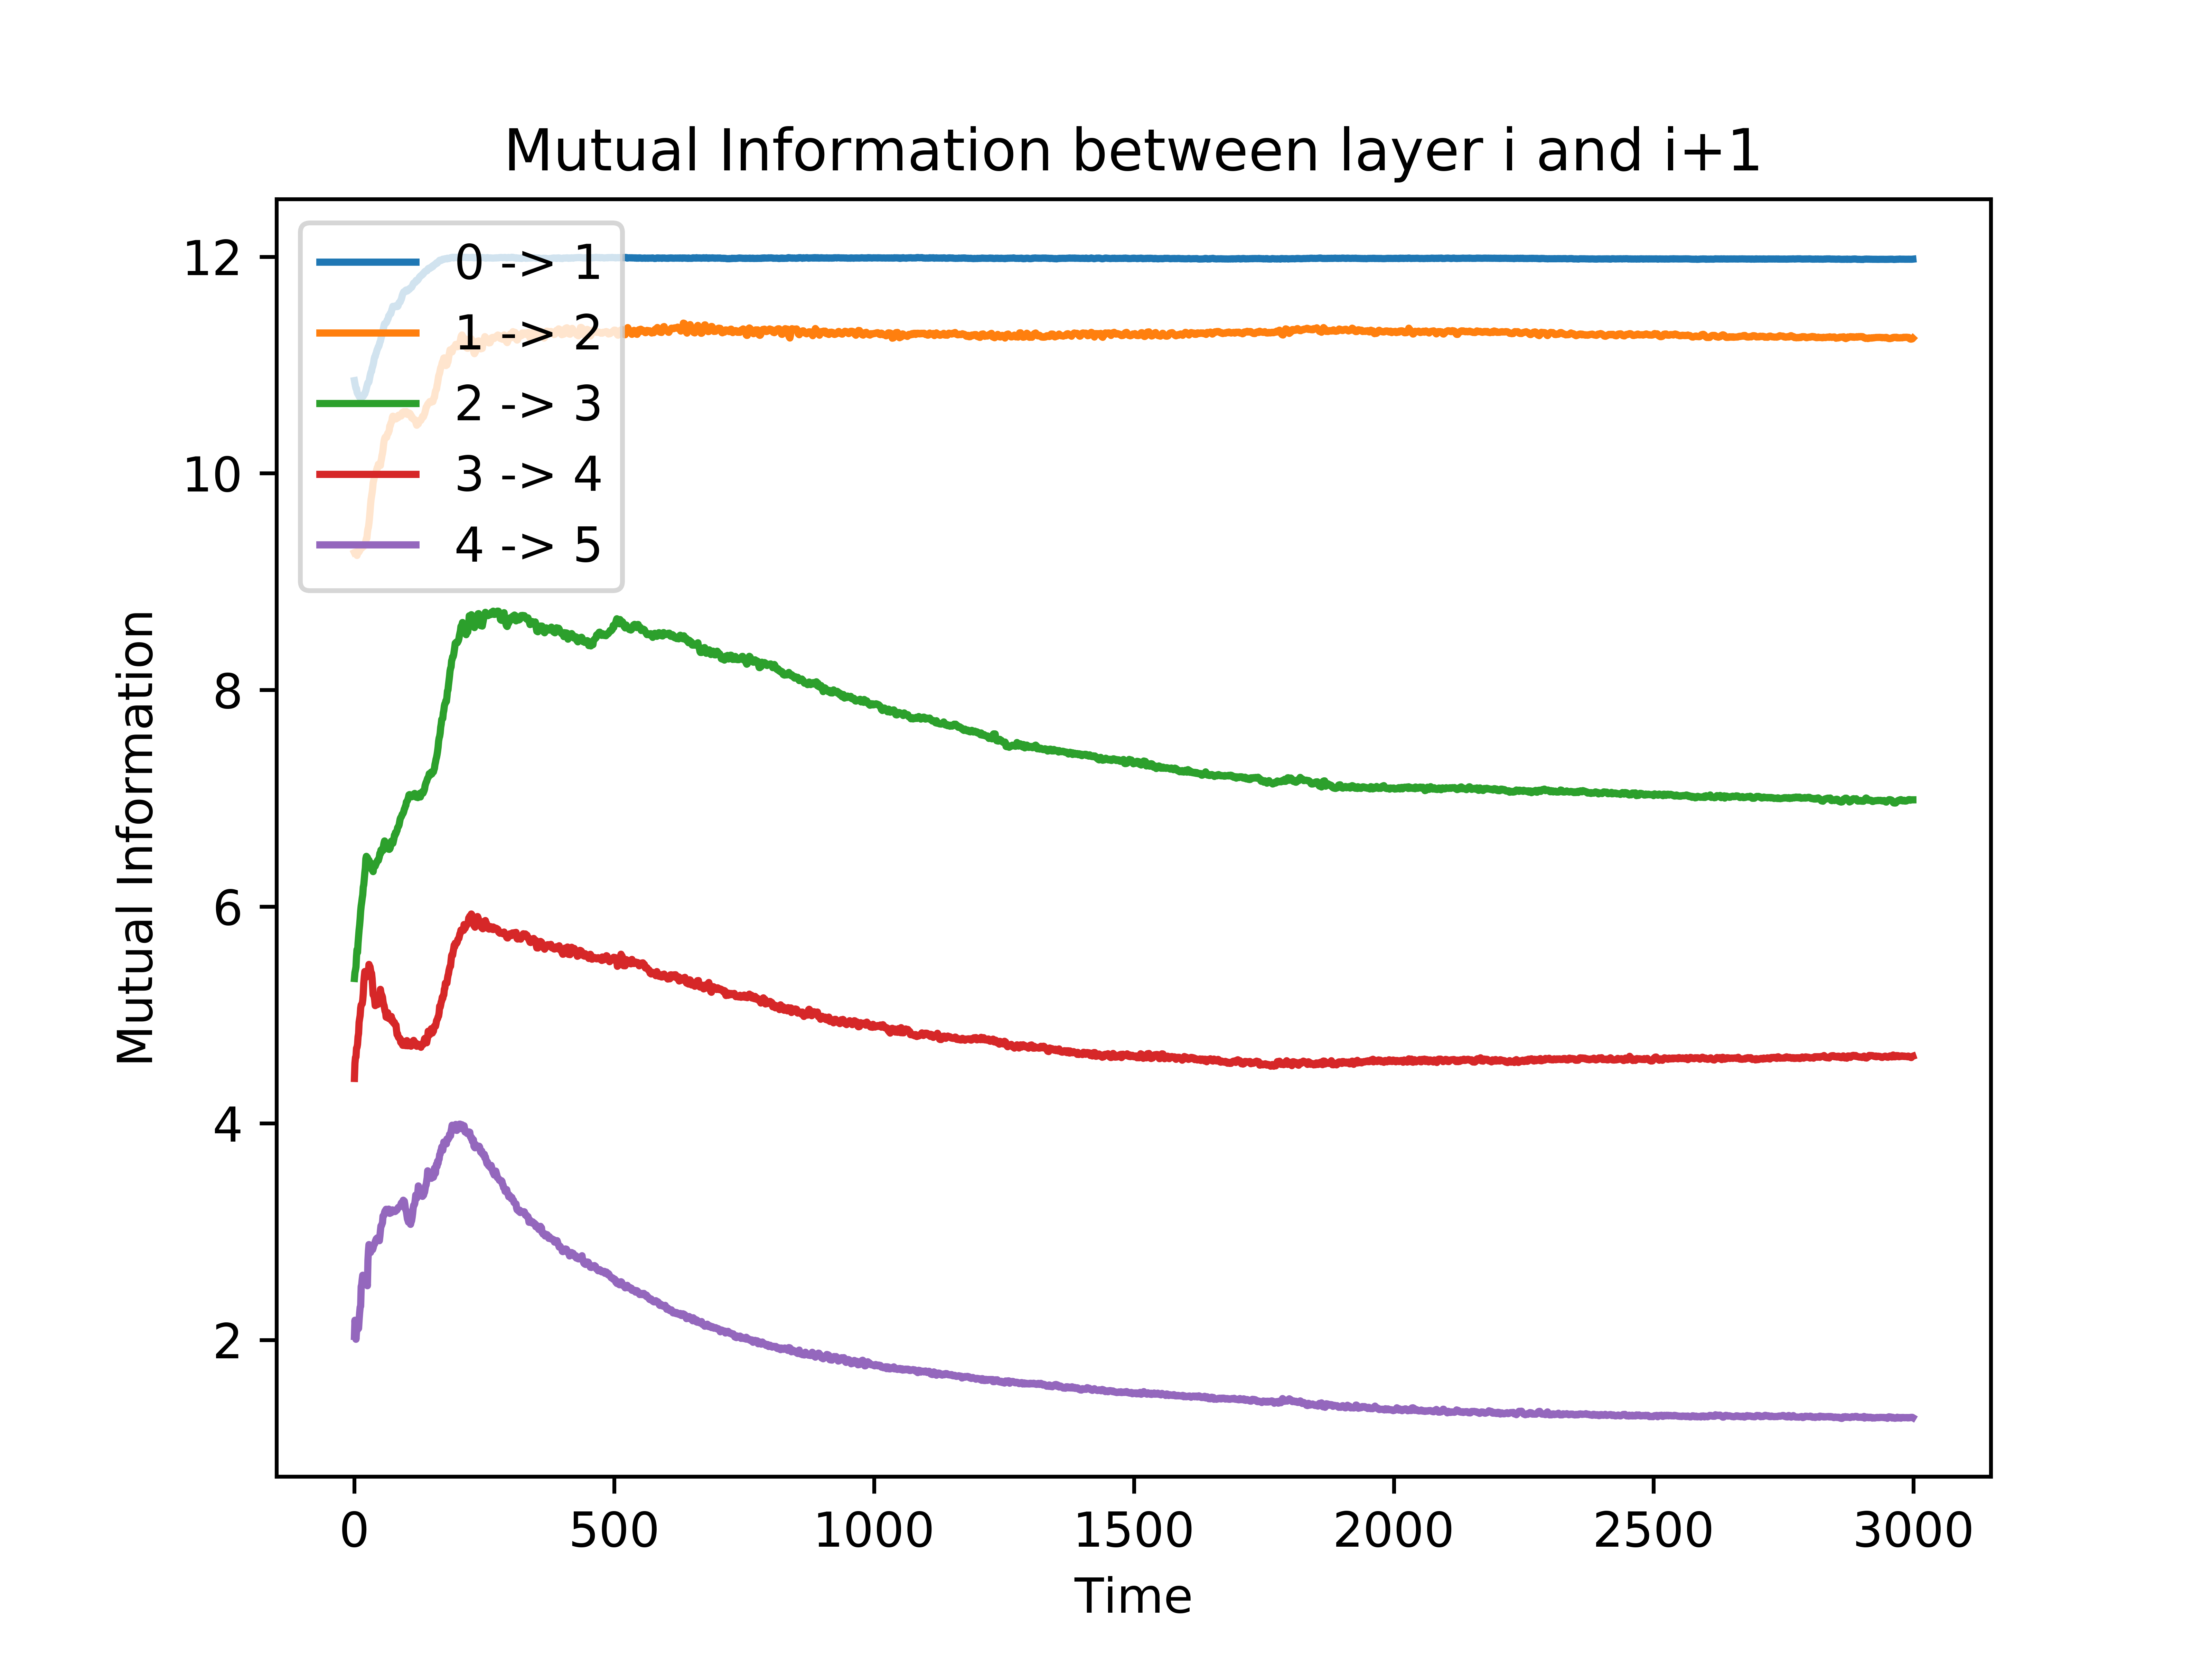 Mutual Information between layer i and i+1
0 -> 1
1 -> 2
2 -> 3
3 -> 4
4 -> 5
12
10
8
6
4
2
Mutual Information
0 500 1000 1500 2000 2500 3000
Time